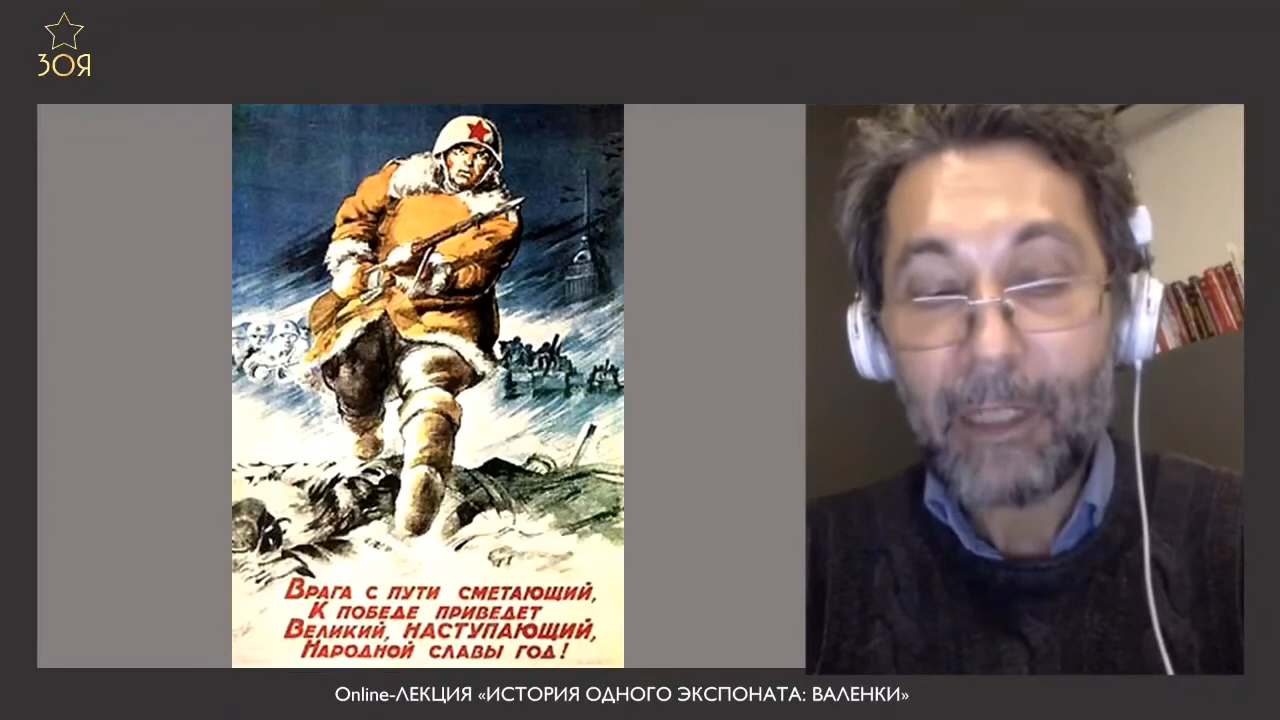 ЗОЯ
Врага с пути сметающий,
К победе приведет
Великий, наступающий,
Народной славы год!
Online-ЛЕКЦИЯ «ИСТОРИЯ ОДНОГО ЭКСПОНАТА: ВАЛЕНКИ»